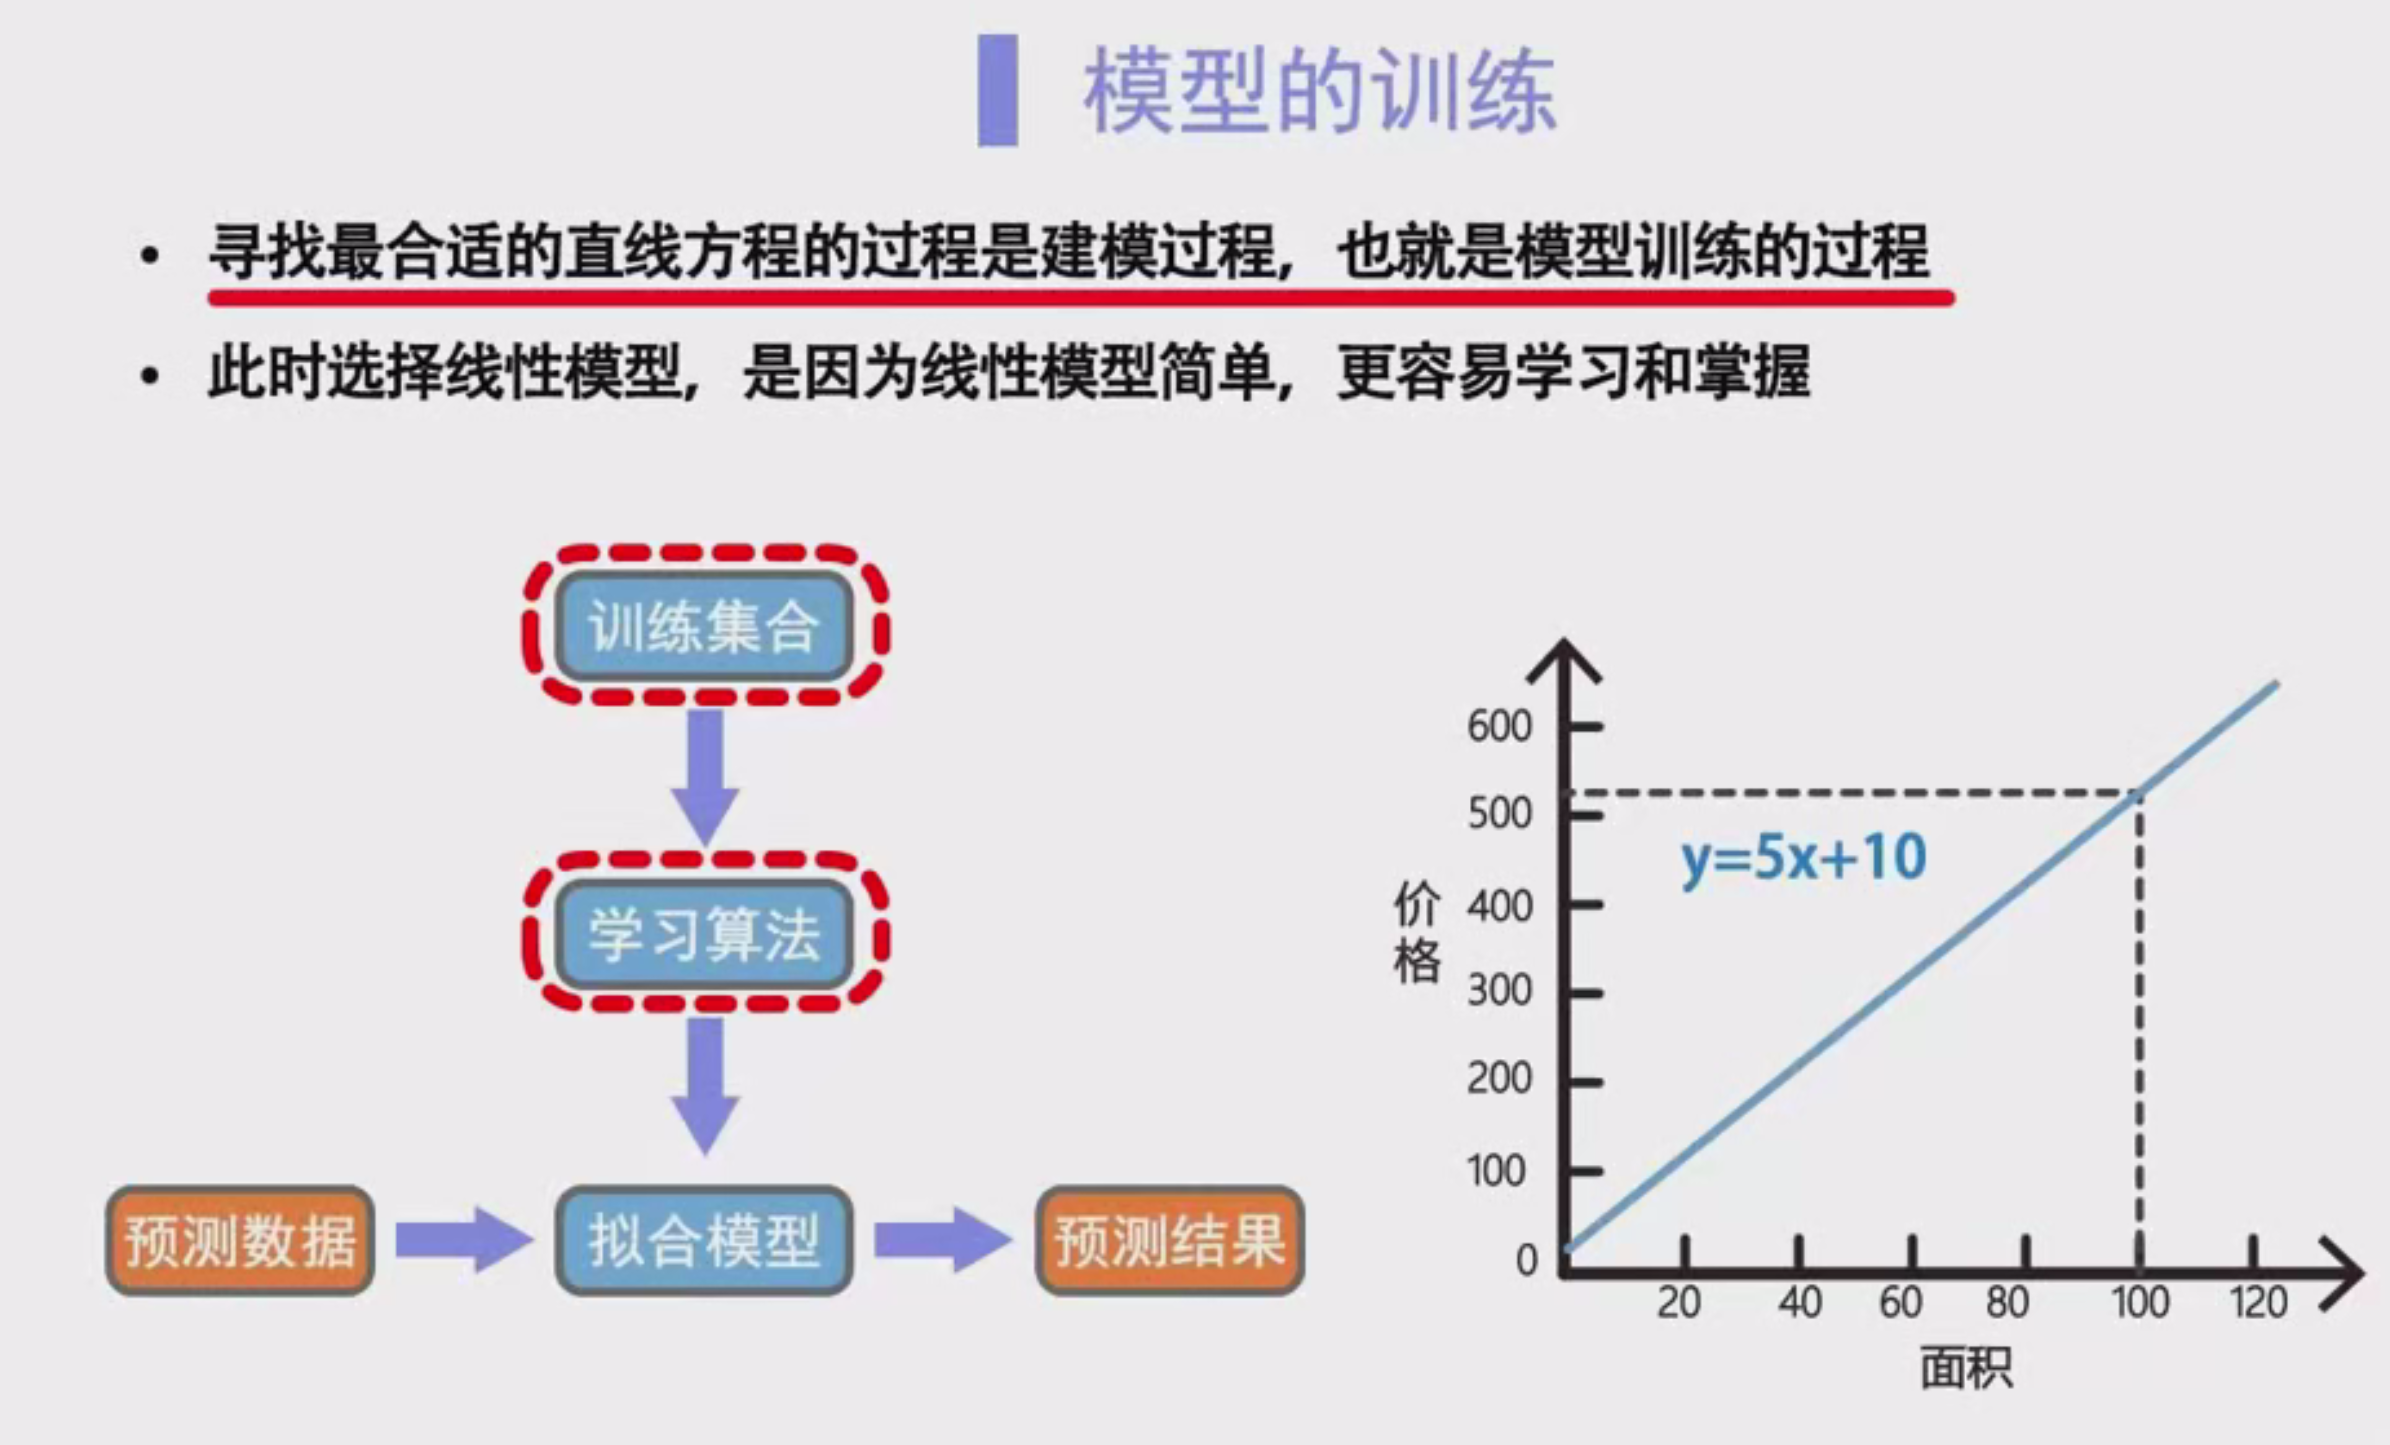 模型的训练
• 寻找最合适的直线方程的过程是建模过程，也就是模型训练的过程
• 此时选择线性模型，是因为线性模型简单，更容易学习和掌握
训练集合
学习算法
预测数据
拟合模型
预测结果
600
500
400
300
200
100
0
价格
y=5x+10
20 40 60 80 100 120
面积